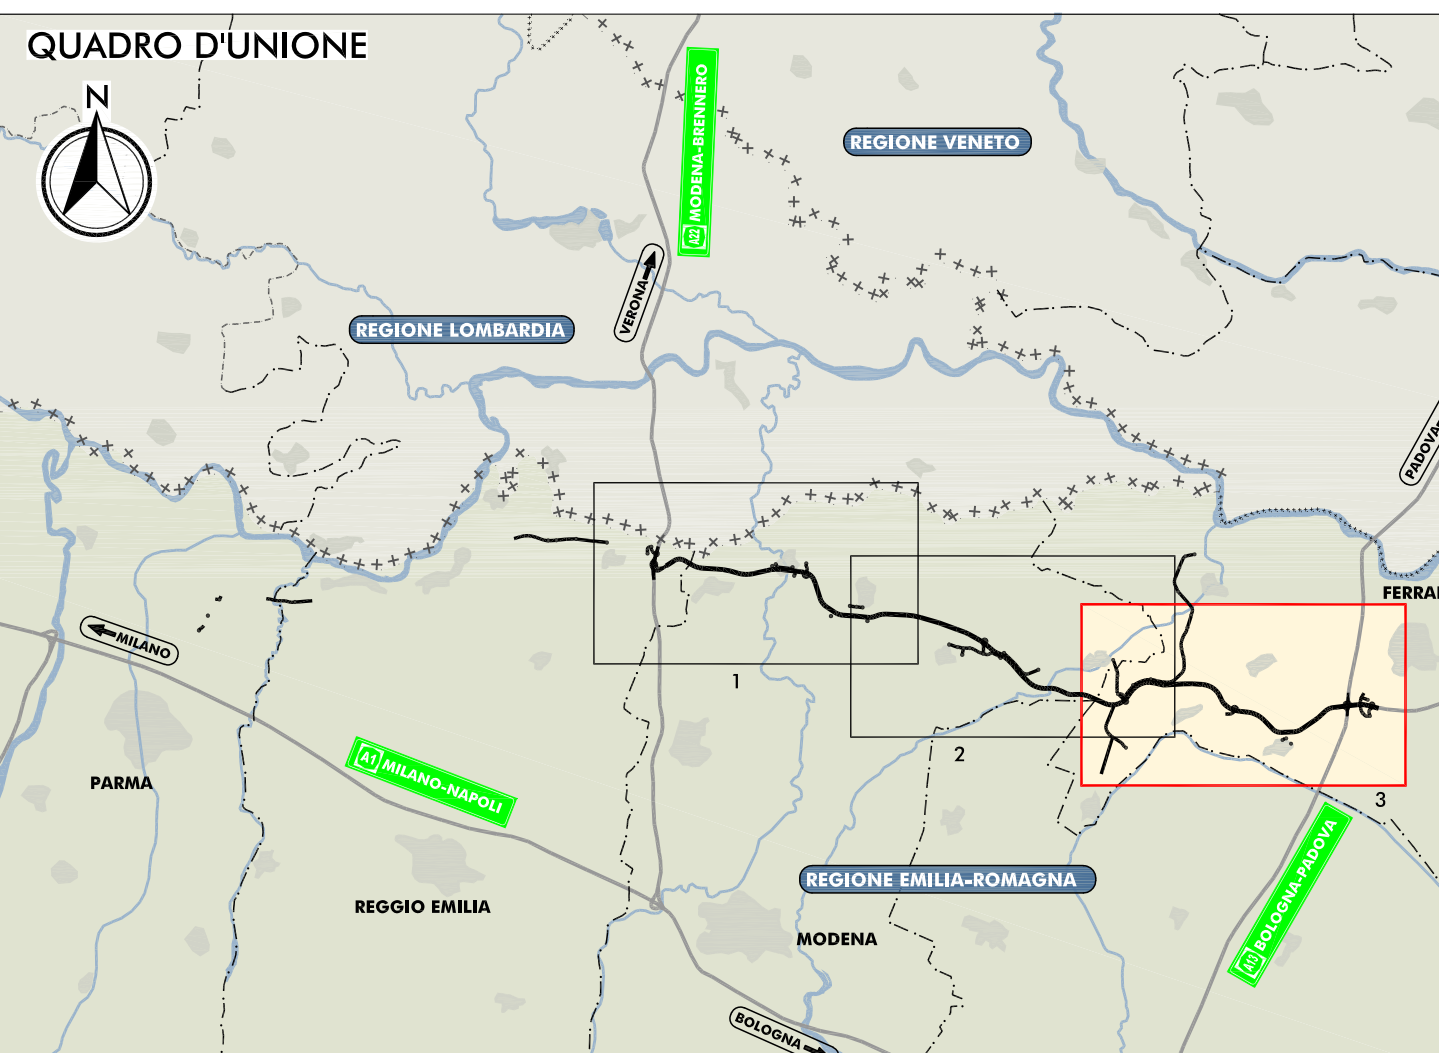 QUADRO D'UNIONE
N
A22 MODENA-BRENNERO
REGIONE VENETO
VERONA
REGIONE LOMBARDIA
PADOVA
FERRAR
MILANO
1
2
3
PARMA
A1 MILANO-NAPOLI
REGIONE EMILIA-ROMAGNA
A13 BOLOGNA-PADOVA
REGGIO EMILIA
MODENA
BOLOGNA